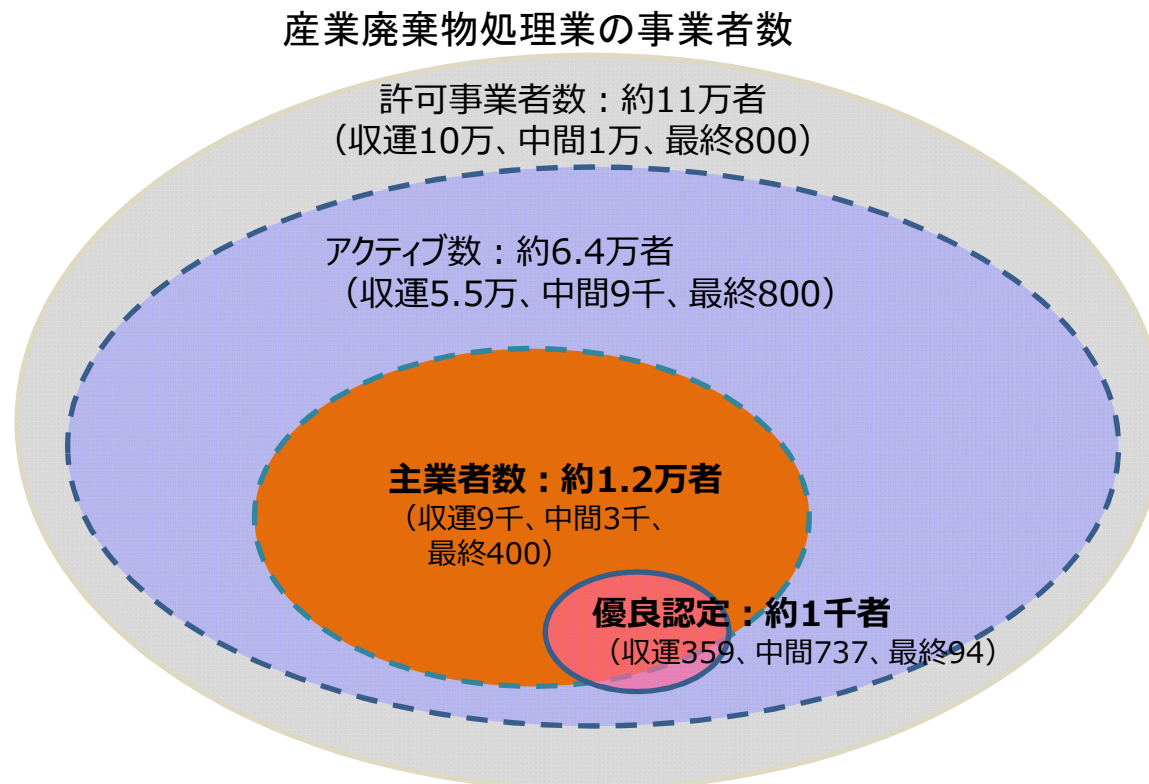 産業廃棄物処理業の事業者数
許可事業者数：約11万者
（収運10万、中間1万、最終800）
アクティブ数：約6.4万者
（収運5.5万、中間9千、最終800）
主業者数：約1.2万者
（収運9千、中間3千、
最終400）
優良認定：約1千者
（収運359、中間737、最終94）